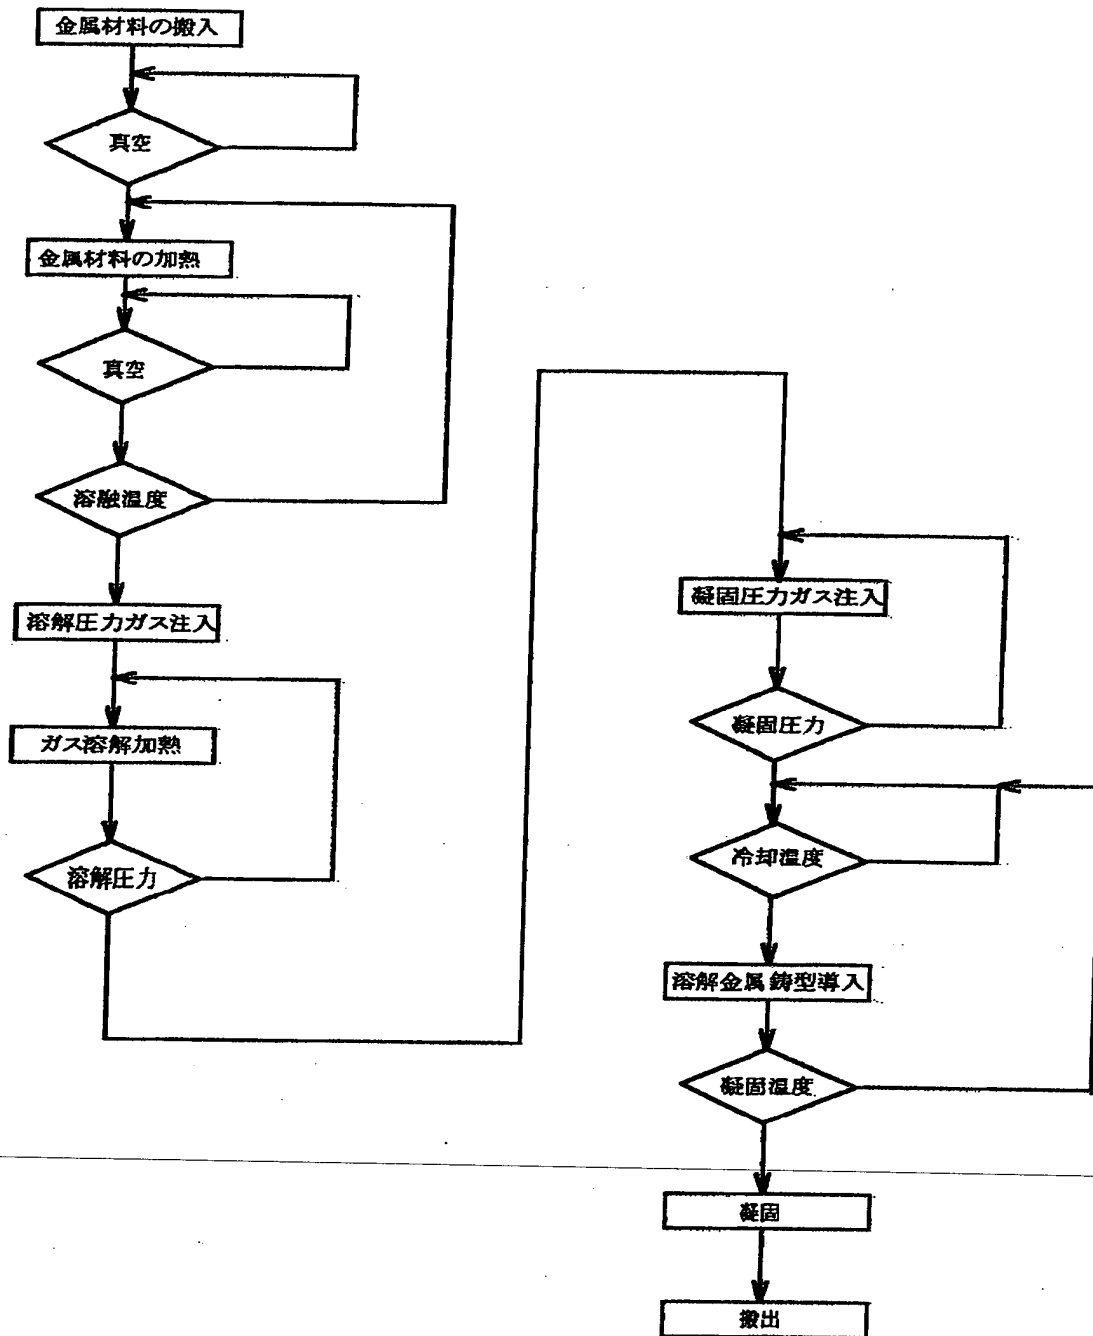 金属材料の搬入
真空
金属材料の加熱
真空
溶融温度
溶解圧力ガス注入
ガス溶解加熱
溶解圧力
凝固圧力ガス注入
凝固圧力
冷却温度
溶解金属鋳型導入
凝固温度
凝固
搬出